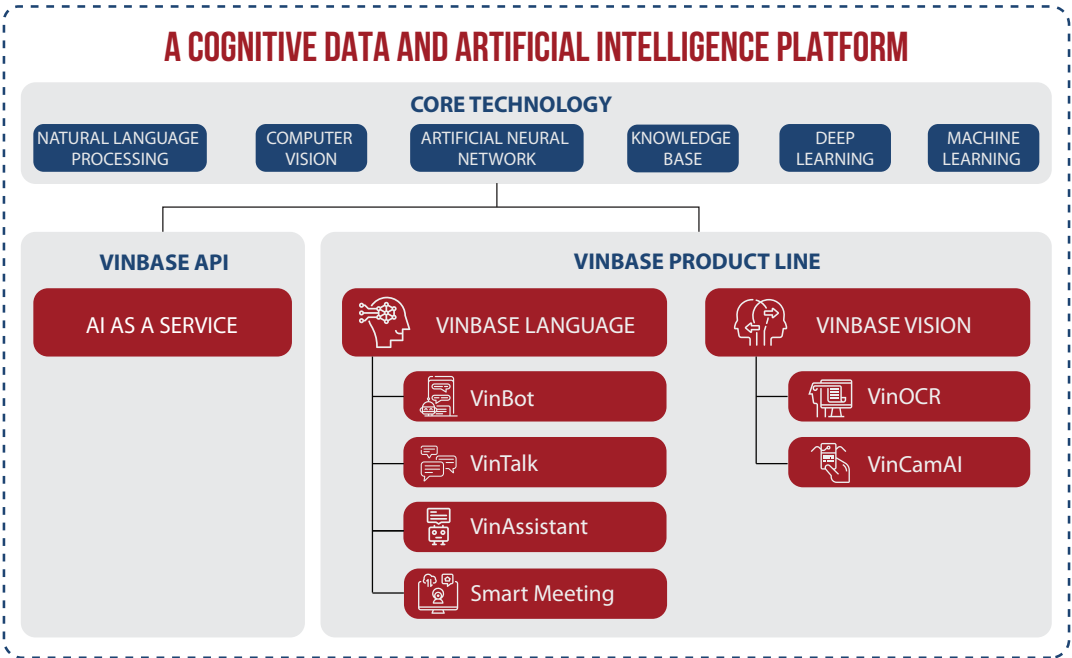 A COGNITIVE DATA AND ARTIFICIAL INTELLIGENCE PLATFORM
CORE TECHNOLOGY
NATURAL LANGUAGE
PROCESSING
COMPUTER
VISION
ARTIFICIAL NEURAL
NETWORK
KNOWLEDGE
BASE
DEEP
LEARNING
MACHINE
LEARNING
VINBASE API
AI AS A SERVICE
VINBASE PRODUCT LINE
VINBASE LANGUAGE
VinBot
VinTalk
VinAssistant
Smart Meeting
VINBASE VISION
VinOCR
VinCamAI